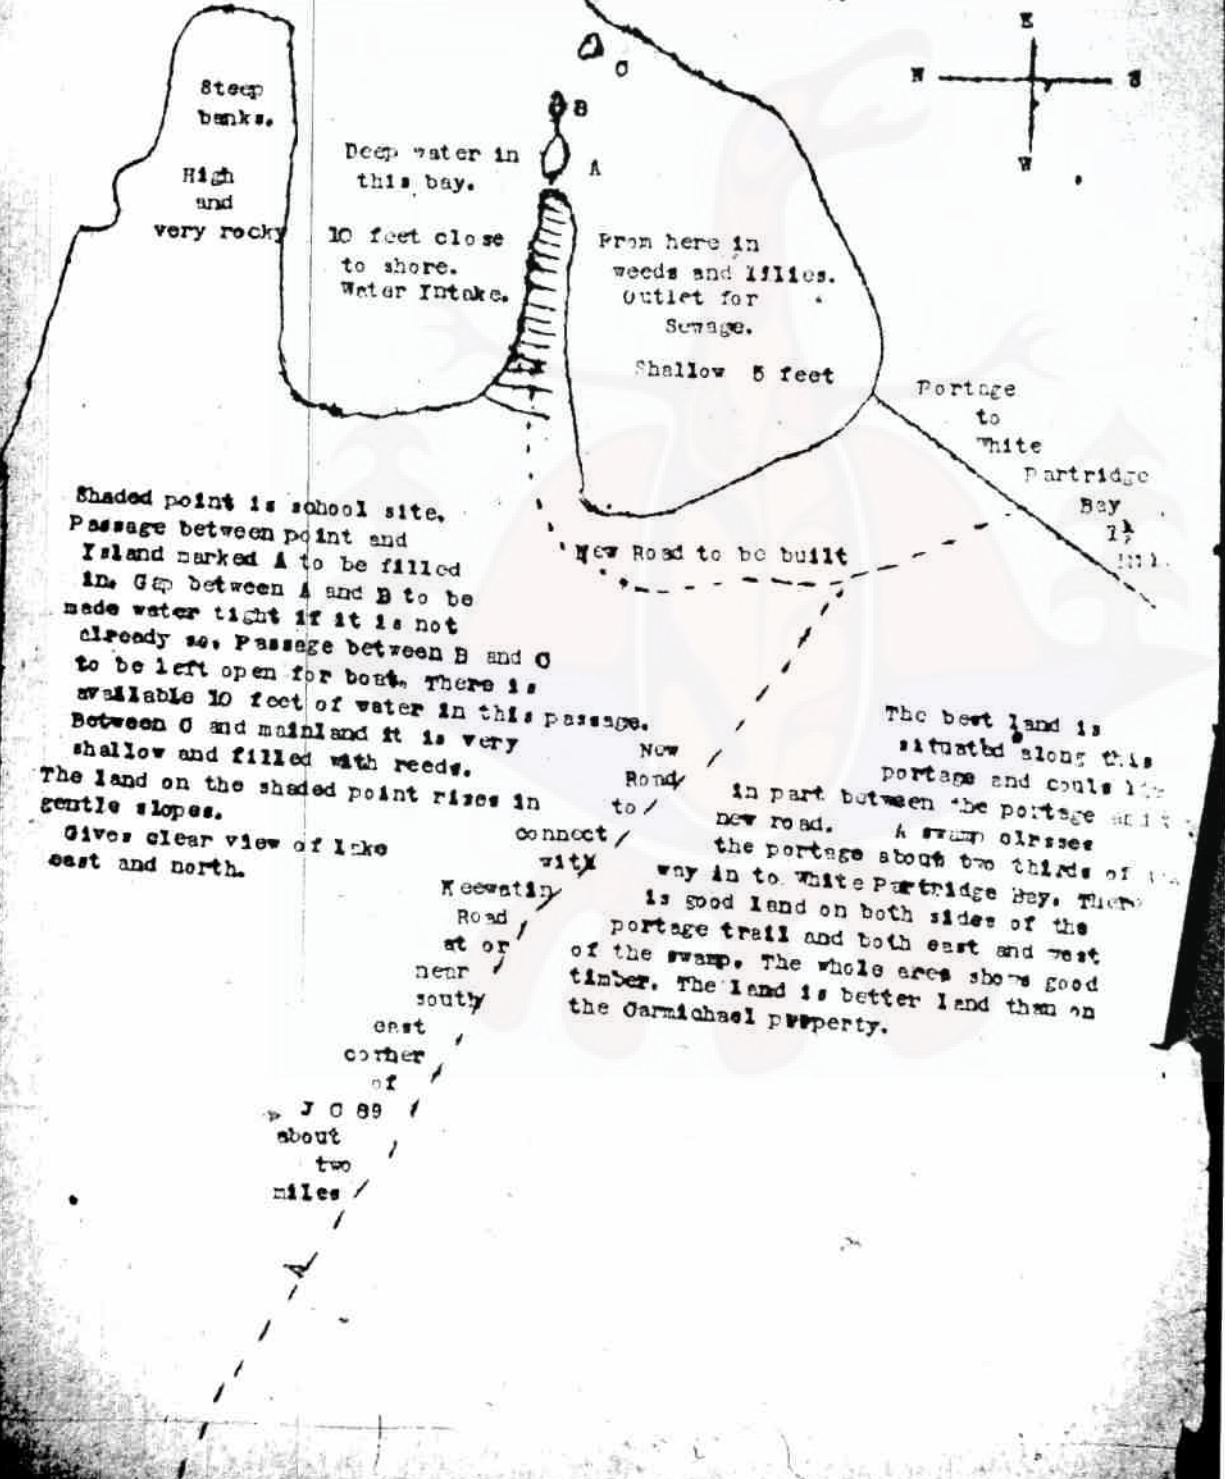 E
N S
W
C
B
A
Steep
banks.
High
and
very rocky
Deep water in
this bay.
10 feet close
to shore.
Water Intake.
From here in
weeds and lilies.
Outlet for
Sewage.
Shallow 5 feet
Portage
to
White
Partridge
Bay
Shaded point is school site.
Passage between point and
Island marked A to be filled
in. Gap between A and B to be
made water tight if it is not
already so. Passage between B and C
to be left open for boat. There is
available 10 feet of water in this passage.
Between C and mainland it is very
shallow and filled with reeds.
The land on the shaded point rises in
gentle slopes.
Gives clear view of lake
east and north.
New Road to be built
New
Road
to
connect
with
Keewatin
Road
at or
near
south
east
corner
of
J O 89
about
two
miles
The best land is
situated along this
portage and couls
in part between the portage
new road. A swamp olrsses
the portage about two thirds of
way in to White Partridge Bay. There
is good land on both sides of the
portage trail and both east and west
of the swamp. The whole area shows good
timber. The land is better land than on
the Carmichael property.